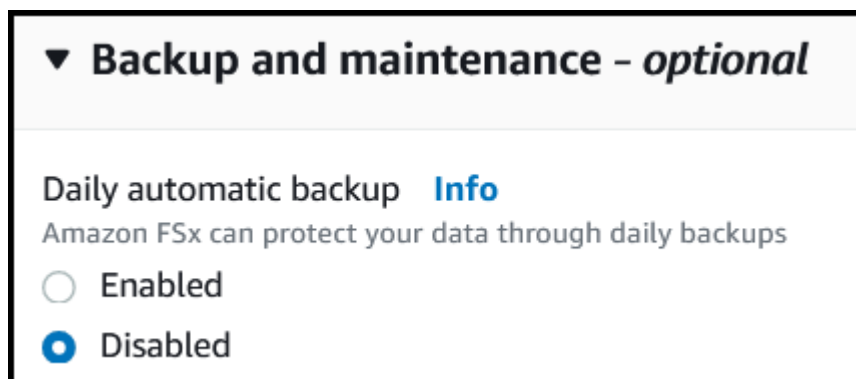 Backup and maintenance - optional
Daily automatic backup Info
Amazon FSx can protect your data through daily backups
Enabled
Disabled